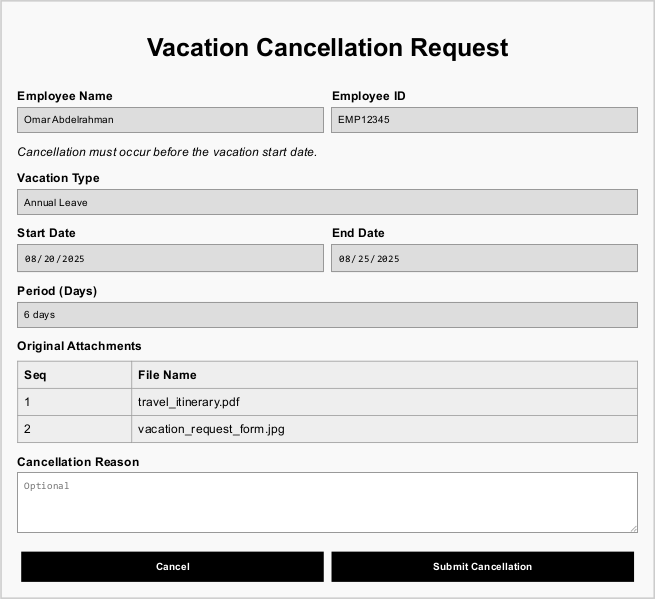 Vacation Cancellation Request
Employee Name Employee ID
Omar Abdelrahman EMP12345
Cancellation must occur before the vacation start date.
Vacation Type
Annual Leave
Start Date End Date
08/20/2025 08/25/2025
Period (Days)
6 days
Original Attachments
Seq File Name
1 travel_itinerary.pdf
2 vacation_request_form.jpg
Cancellation Reason
Optional
Cancel Submit Cancellation